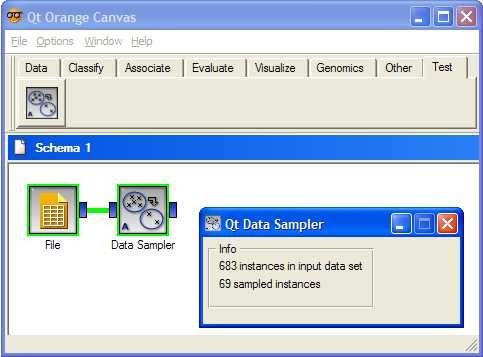 Qt Orange Canvas
File Options Window Help
Data Classify Associate Evaluate Visualize Genomics Other Test
A
Schema 1
A
File Data Sampler
Qt Data Sampler
Info
683 instances in input data set
69 sampled instances